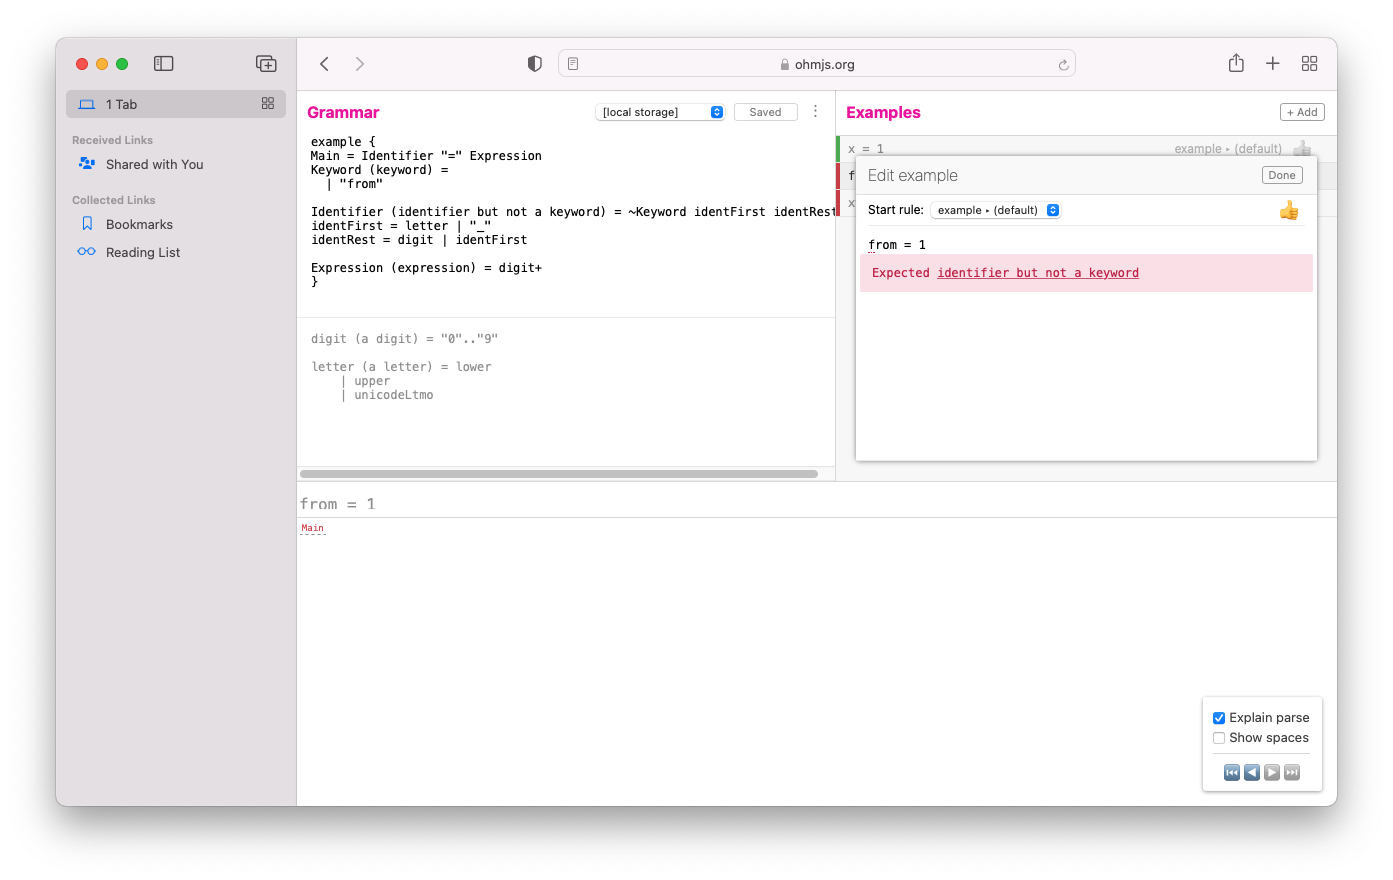 ohmjs.org
1 Tab
Received Links
Shared with You
Collected Links
Bookmarks
Reading List
Grammar
[local storage]
Saved
example {
Main = Identifier "=" Expression
Keyword (keyword) =
| "from"
Identifier (identifier but not a keyword) = ~Keyword identFirst identRest
identFirst = letter | "_"
identRest = digit | identFirst
Expression (expression) = digit+
}
digit (a digit) = "0".."9"
letter (a letter) = lower
| upper
| unicodeLtmo
Examples
+ Add
x = 1 example ▸ (default)
f
x
Edit example
Done
Start rule: example ▸ (default)
from = 1
Expected identifier but not a keyword
from = 1
Main
Explain parse
Show spaces